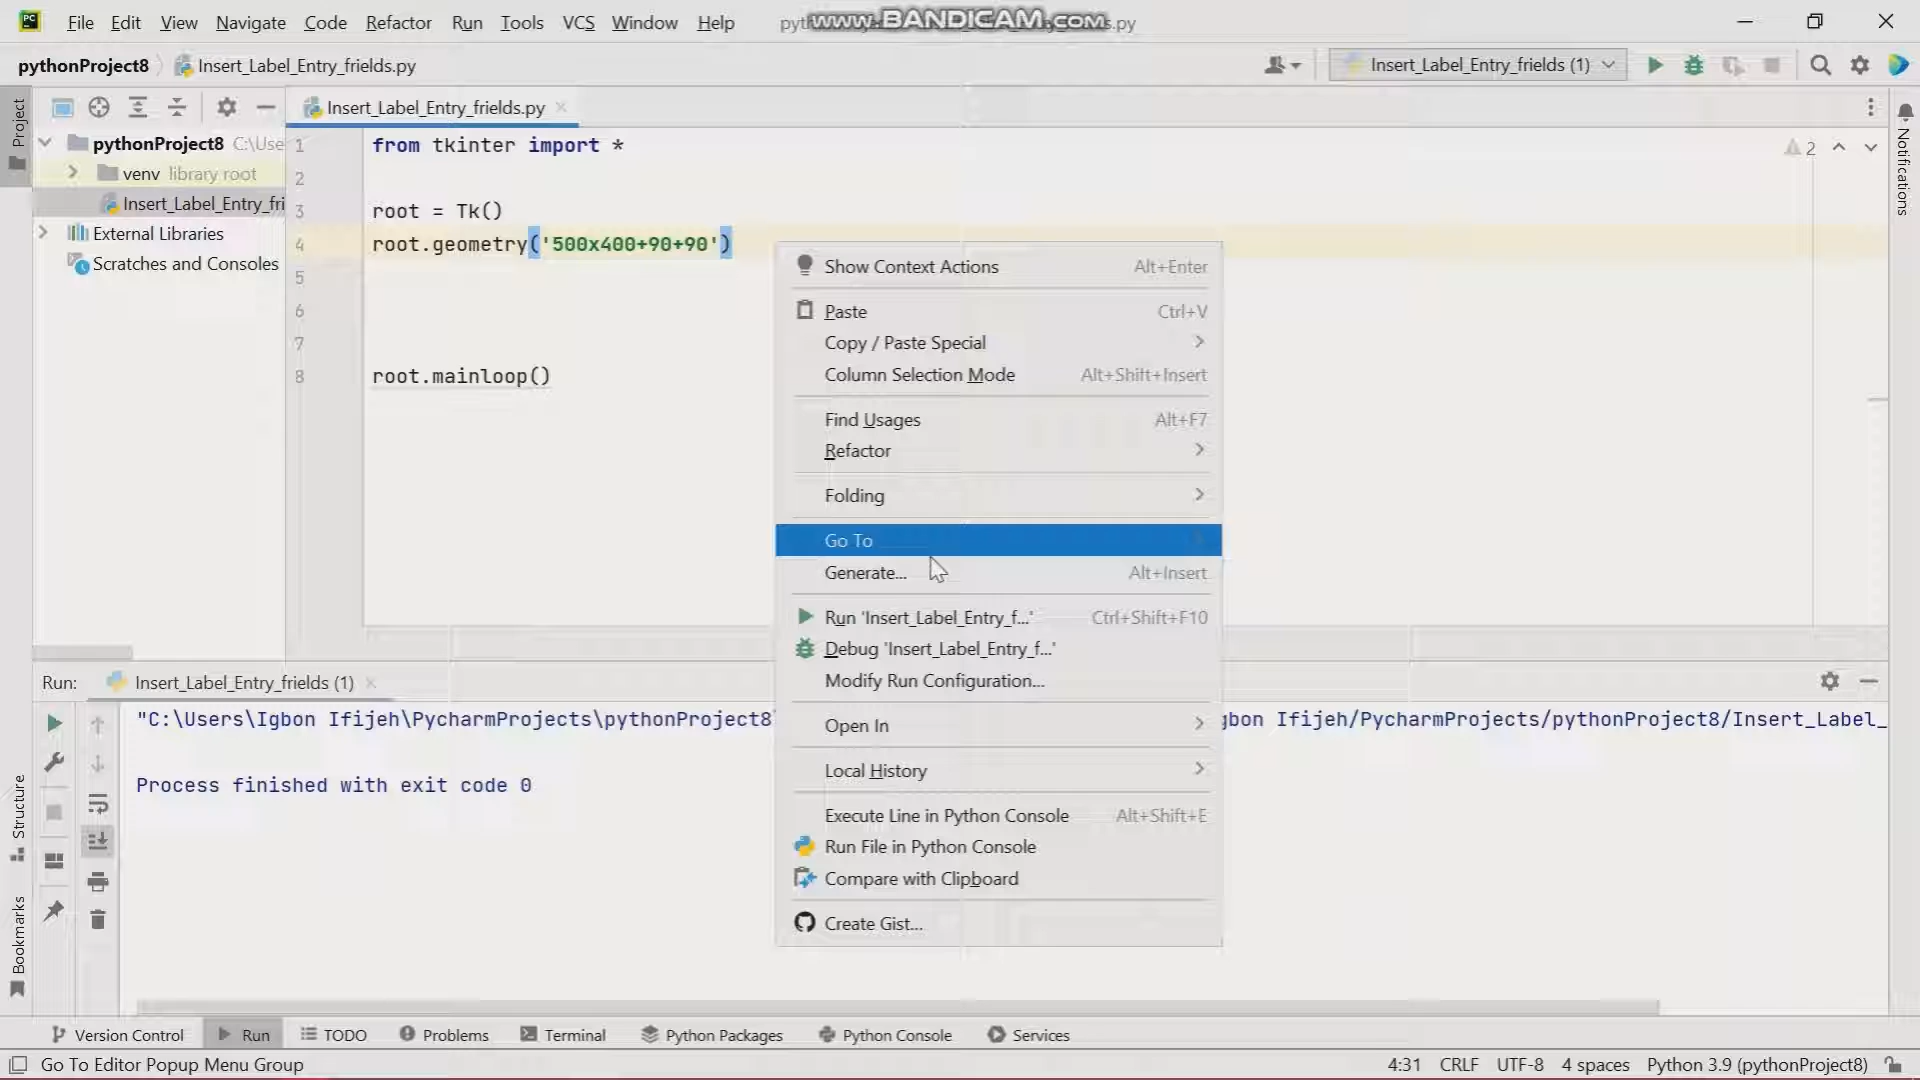 File Edit View Navigate Code Refactor Run Tools VCS Window Help
www.BANDICAM.com
pythonProject8 Insert_Label_Entry_frields.py Insert_Label_Entry_frields (1)
Project
Insert_Label_Entry_frields.py
pythonProject8 C:\Use
venv library root
Insert_Label_Entry_fri
External Libraries
Scratches and Consoles
1 from tkinter import *
2
3 root = Tk()
4 root.geometry('500x400+90+90')
5
6
7
8 root.mainloop()
2
Notifications
Show Context Actions Alt+Enter
Paste Ctrl+V
Copy / Paste Special
Column Selection Mode Alt+Shift+Insert
Find Usages Alt+F7
Refactor
Folding
Go To
Generate... Alt+Insert
Run 'Insert_Label_Entry_f...' Ctrl+Shift+F10
Debug 'Insert_Label_Entry_f...'
Modify Run Configuration...
Open In
Local History
Execute Line in Python Console Alt+Shift+E
Run File in Python Console
Compare with Clipboard
Create Gist...
Run: Insert_Label_Entry_frields (1)
"C:\Users\Igbon Ifijeh\PycharmProjects\pythonProject8 gbon Ifijeh/PycharmProjects/pythonProject8/Insert_Label_
Process finished with exit code 0
Structure
Bookmarks
Version Control Run TODO Problems Terminal Python Packages Python Console Services
Go To Editor Popup Menu Group 4:31 CRLF UTF-8 4 spaces Python 3.9 (pythonProject8)